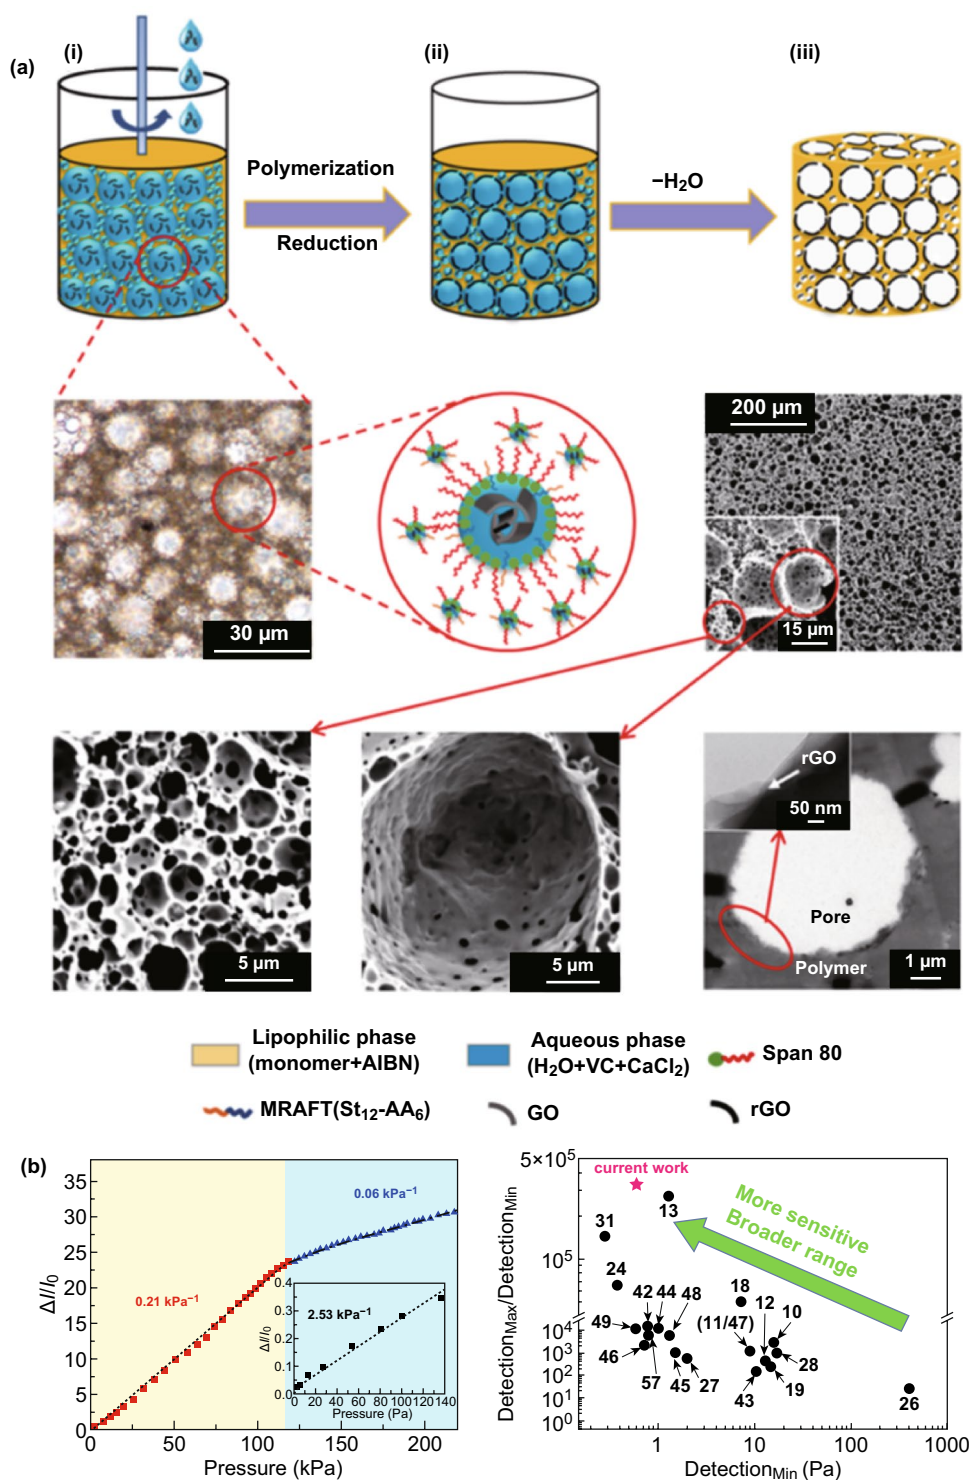 (a)
(i)
(ii)
(iii)
Polymerization
Reduction
−H₂O
30 µm
200 µm
15 µm
5 µm
5 µm
rGO
50 nm
Pore
Polymer
1 µm
Lipophilic phase
(monomer+AIBN)
Aqueous phase
(H₂O+VC+CaCl₂)
Span 80
MRAFT(St₁₂-AA₆)
GO
rGO
(b)
35
30
25
20
15
10
5
0
ΔI/I₀
0.21 kPa⁻¹
0.06 kPa⁻¹
0.4
0.3
0.2
0.1
0.0
ΔI/I₀
2.53 kPa⁻¹
0 20 40 60 80 100 120 140
Pressure (Pa)
0 50 100 150 200
Pressure (kPa)
5×10⁵
10⁵
10⁴
10³
10²
10¹
10⁰
Detection_Max/Detection_Min
current work
More sensitive
Broader range
13
31
24
18
42
44
48
(11/47)
12
10
49
46
57
45
27
43
19
28
26
1 10 100 1000
Detection_Min (Pa)